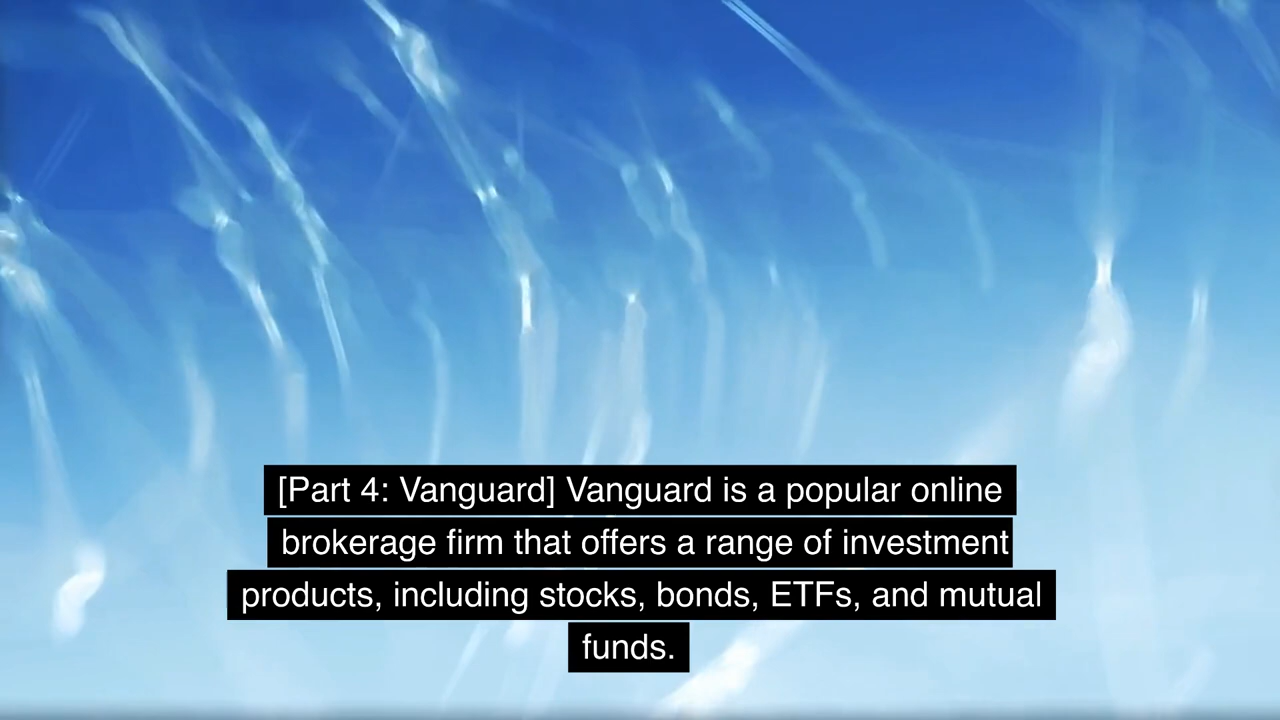 [Part 4: Vanguard] Vanguard is a popular online
brokerage firm that offers a range of investment
products, including stocks, bonds, ETFs, and mutual
funds.